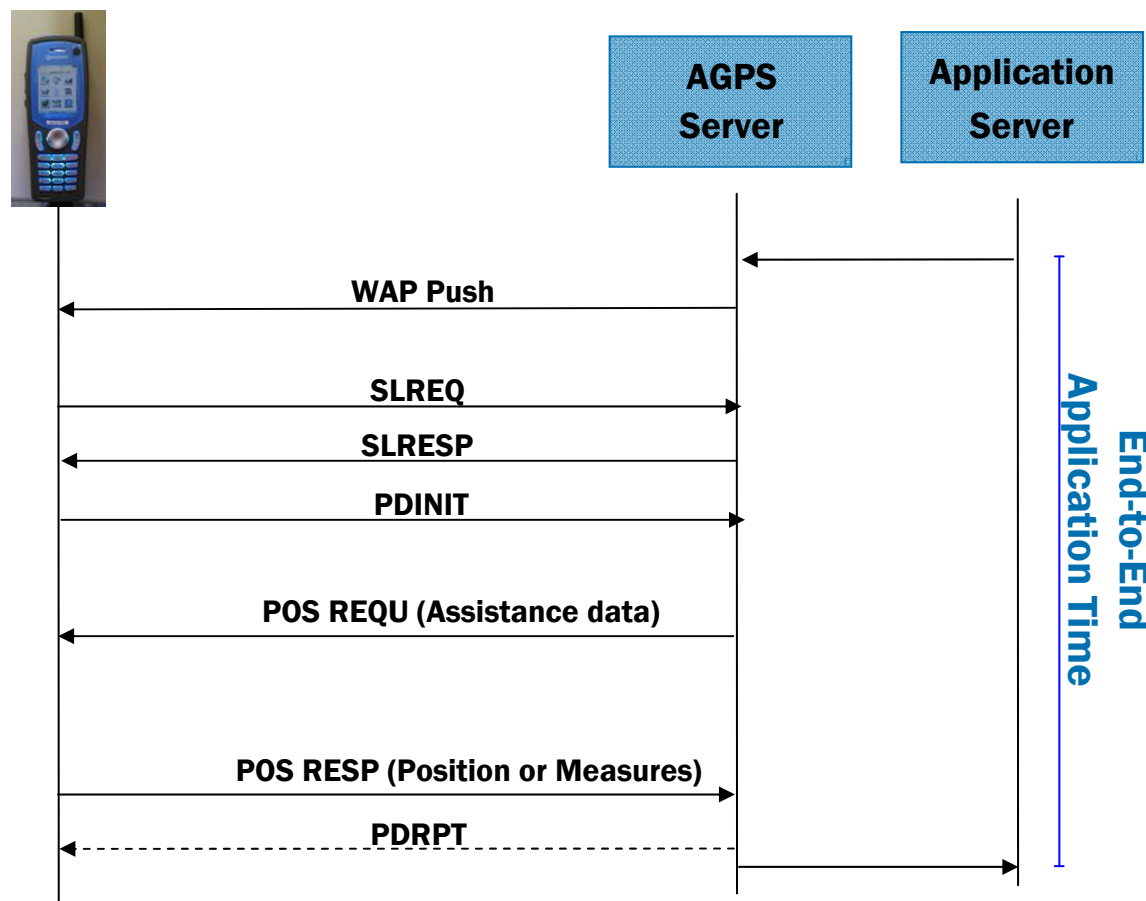 AGPS
Server
Application
Server
WAP Push
SLREQ
SLRESP
PDINIT
POS REQU (Assistance data)
POS RESP (Position or Measures)
PDRPT
End-to-End
Application Time